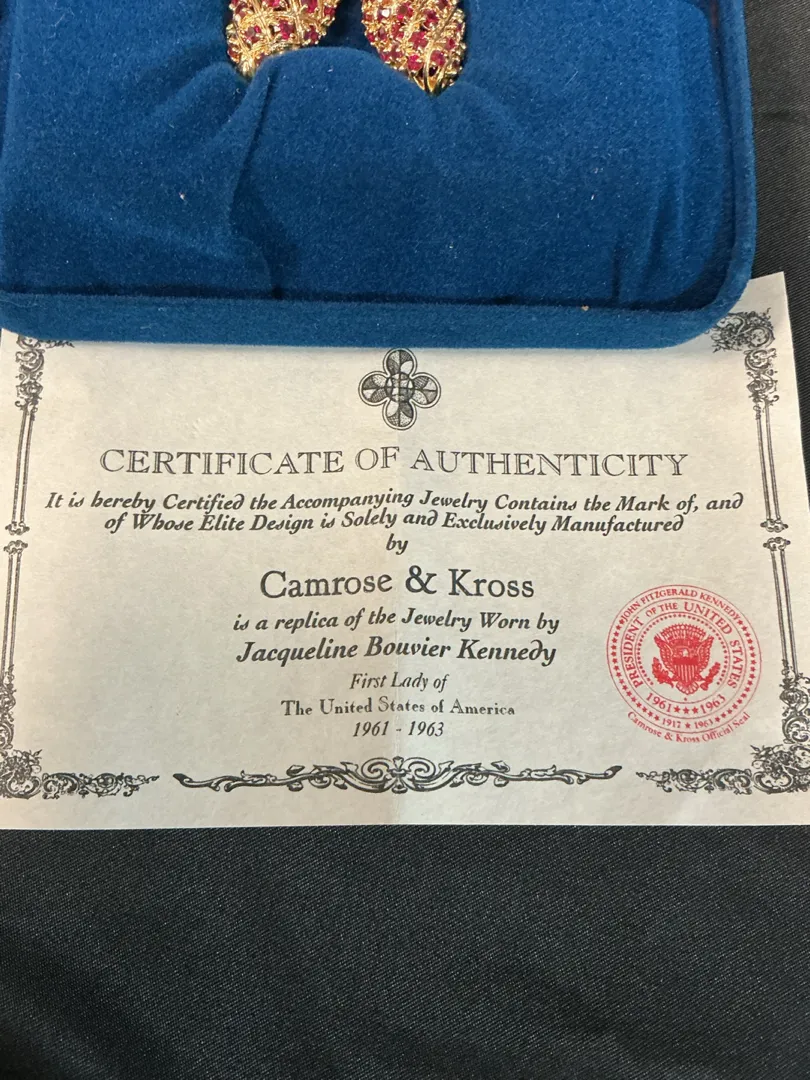 CERTIFICATE OF AUTHENTICITY
It is hereby Certified the Accompanying Jewelry Contains the Mark of, and
of Whose Elite Design is Solely and Exclusively Manufactured
by
Camrose & Kross
is a replica of the Jewelry Worn by
Jacqueline Bouvier Kennedy
First Lady of
The United States of America
1961 - 1963
JOHN FITZGERALD KENNEDY
PRESIDENT OF THE UNITED STATES
1961★★★1963
1917 ★ 1963
Camrose & Kross Official Seal